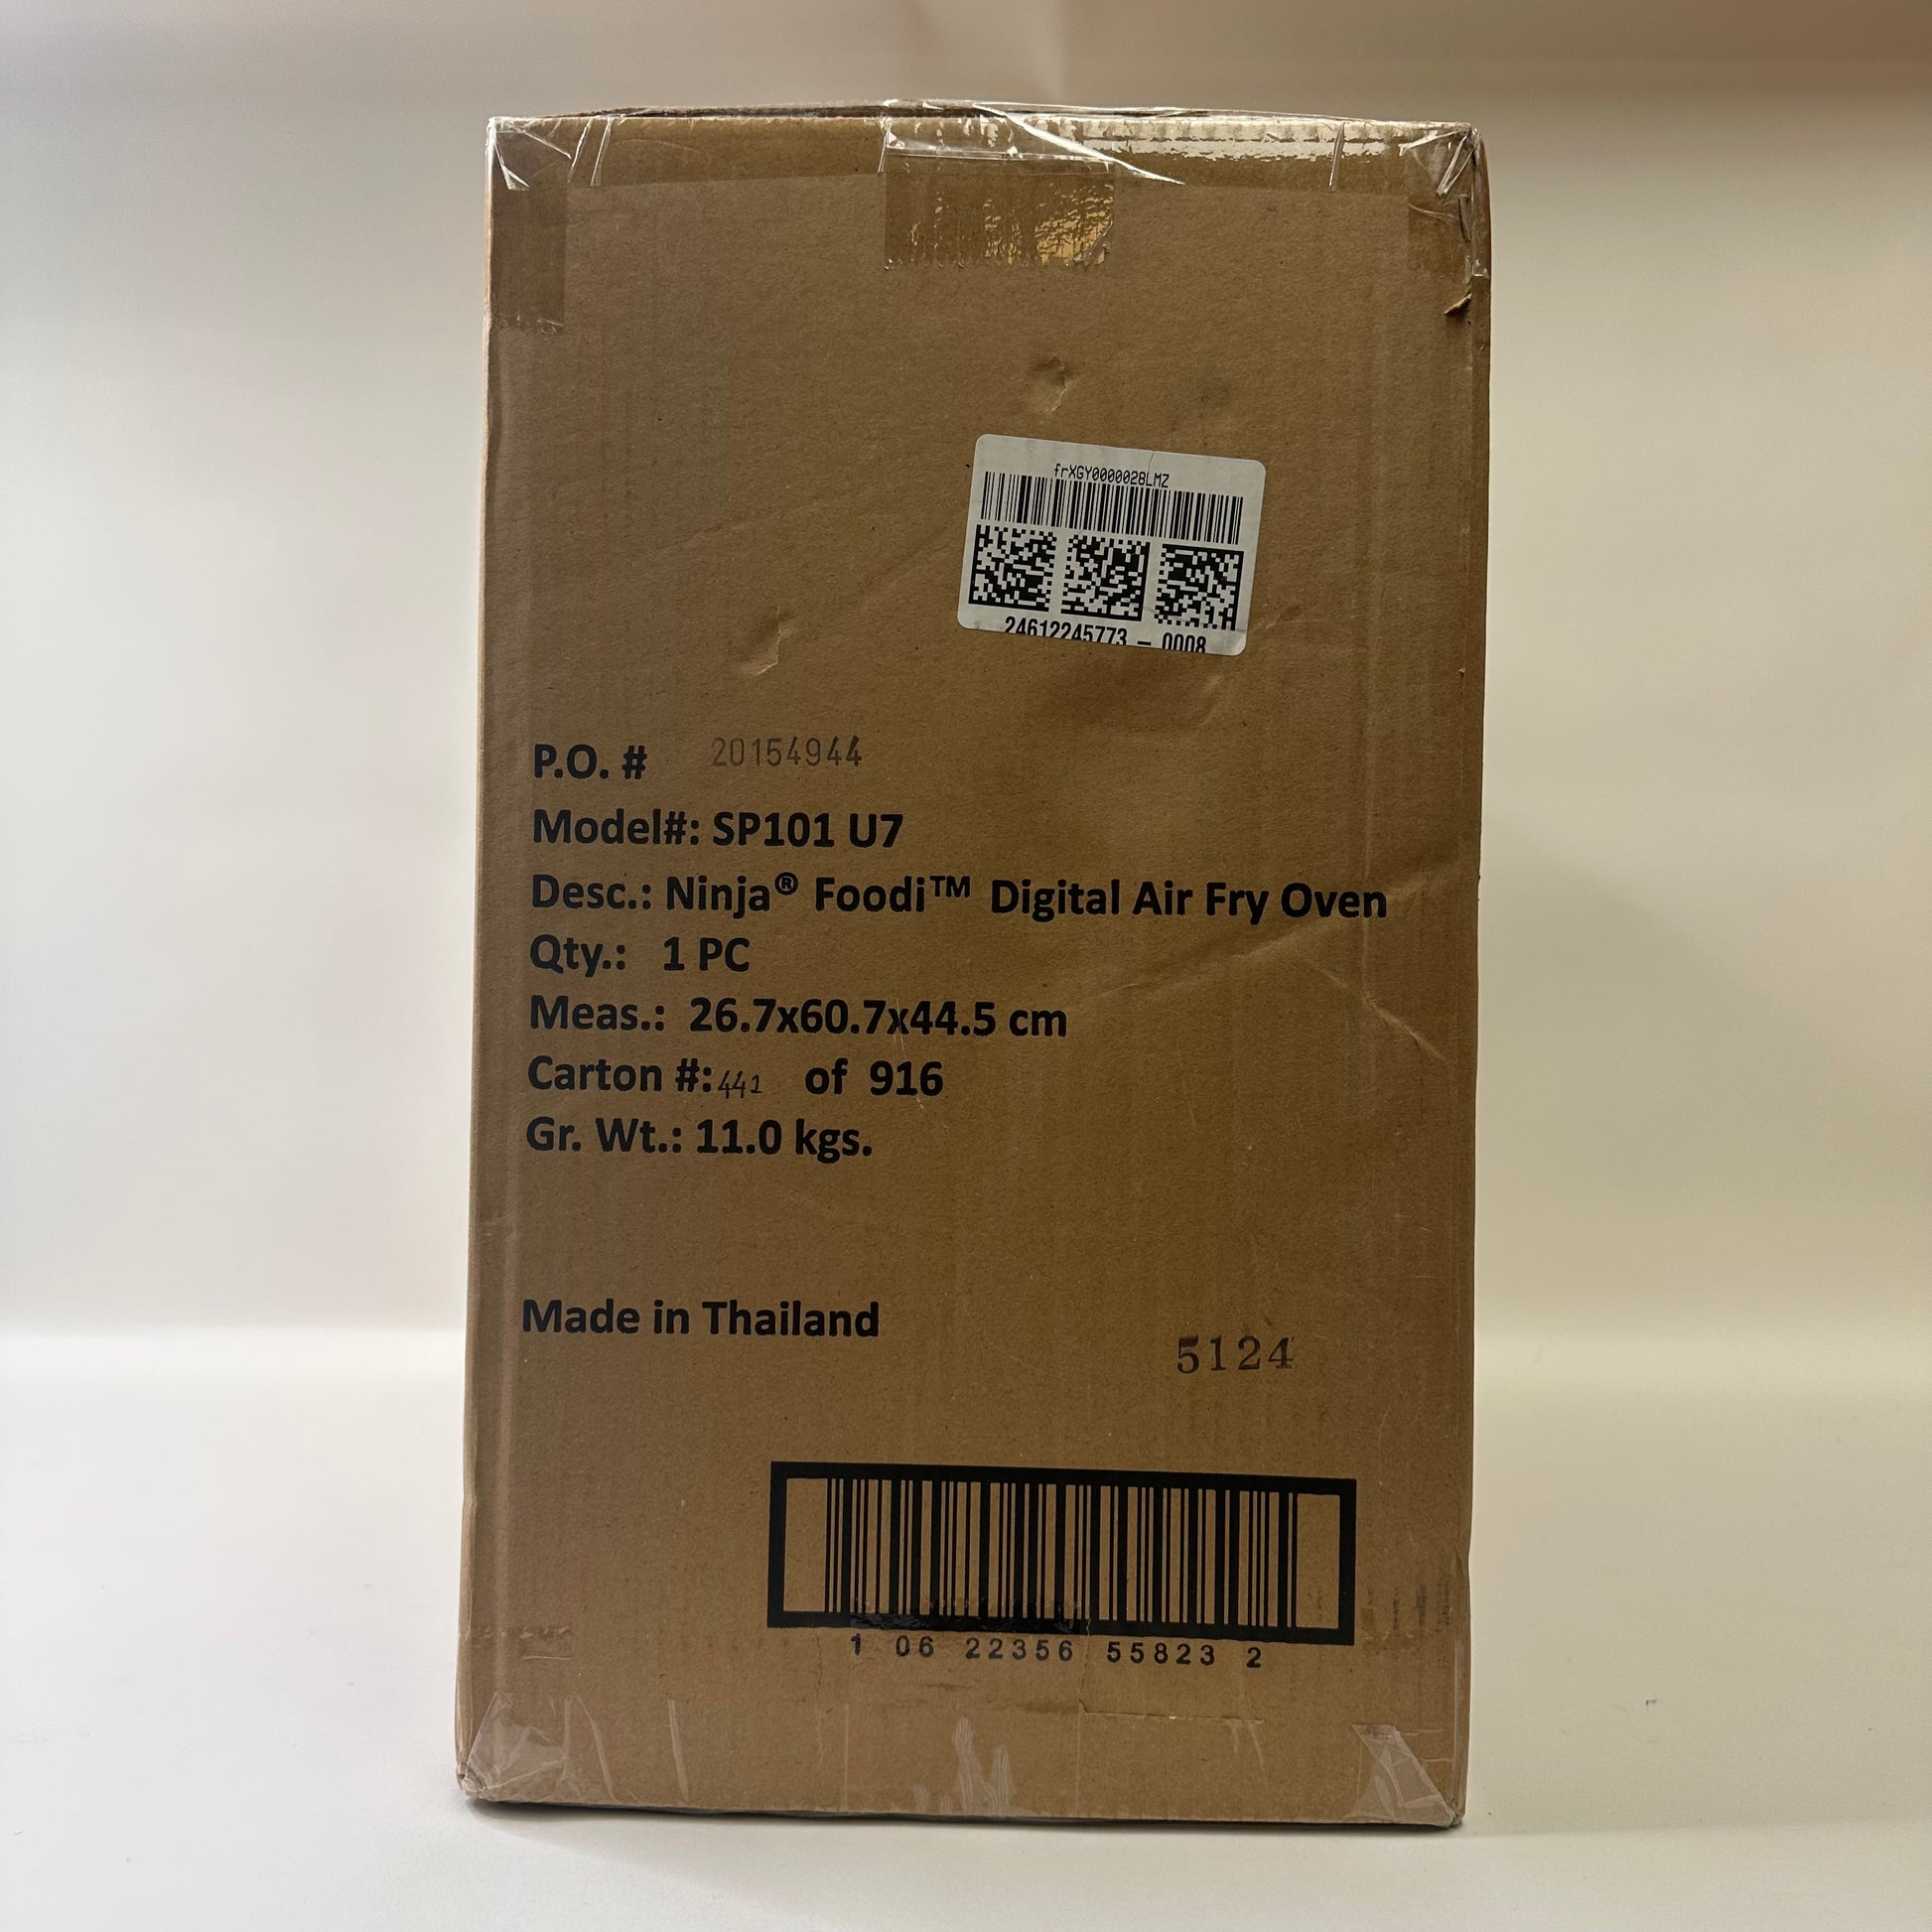 frXGY0000028LMZ
24612245773 – 0008
P.O. # 20154944
Model#: SP101 U7
Desc.: Ninja® Foodi™ Digital Air Fry Oven
Qty.: 1 PC
Meas.: 26.7x60.7x44.5 cm
Carton #: 441 of 916
Gr. Wt.: 11.0 kgs.
Made in Thailand
5124
1 06 22356 55823 2